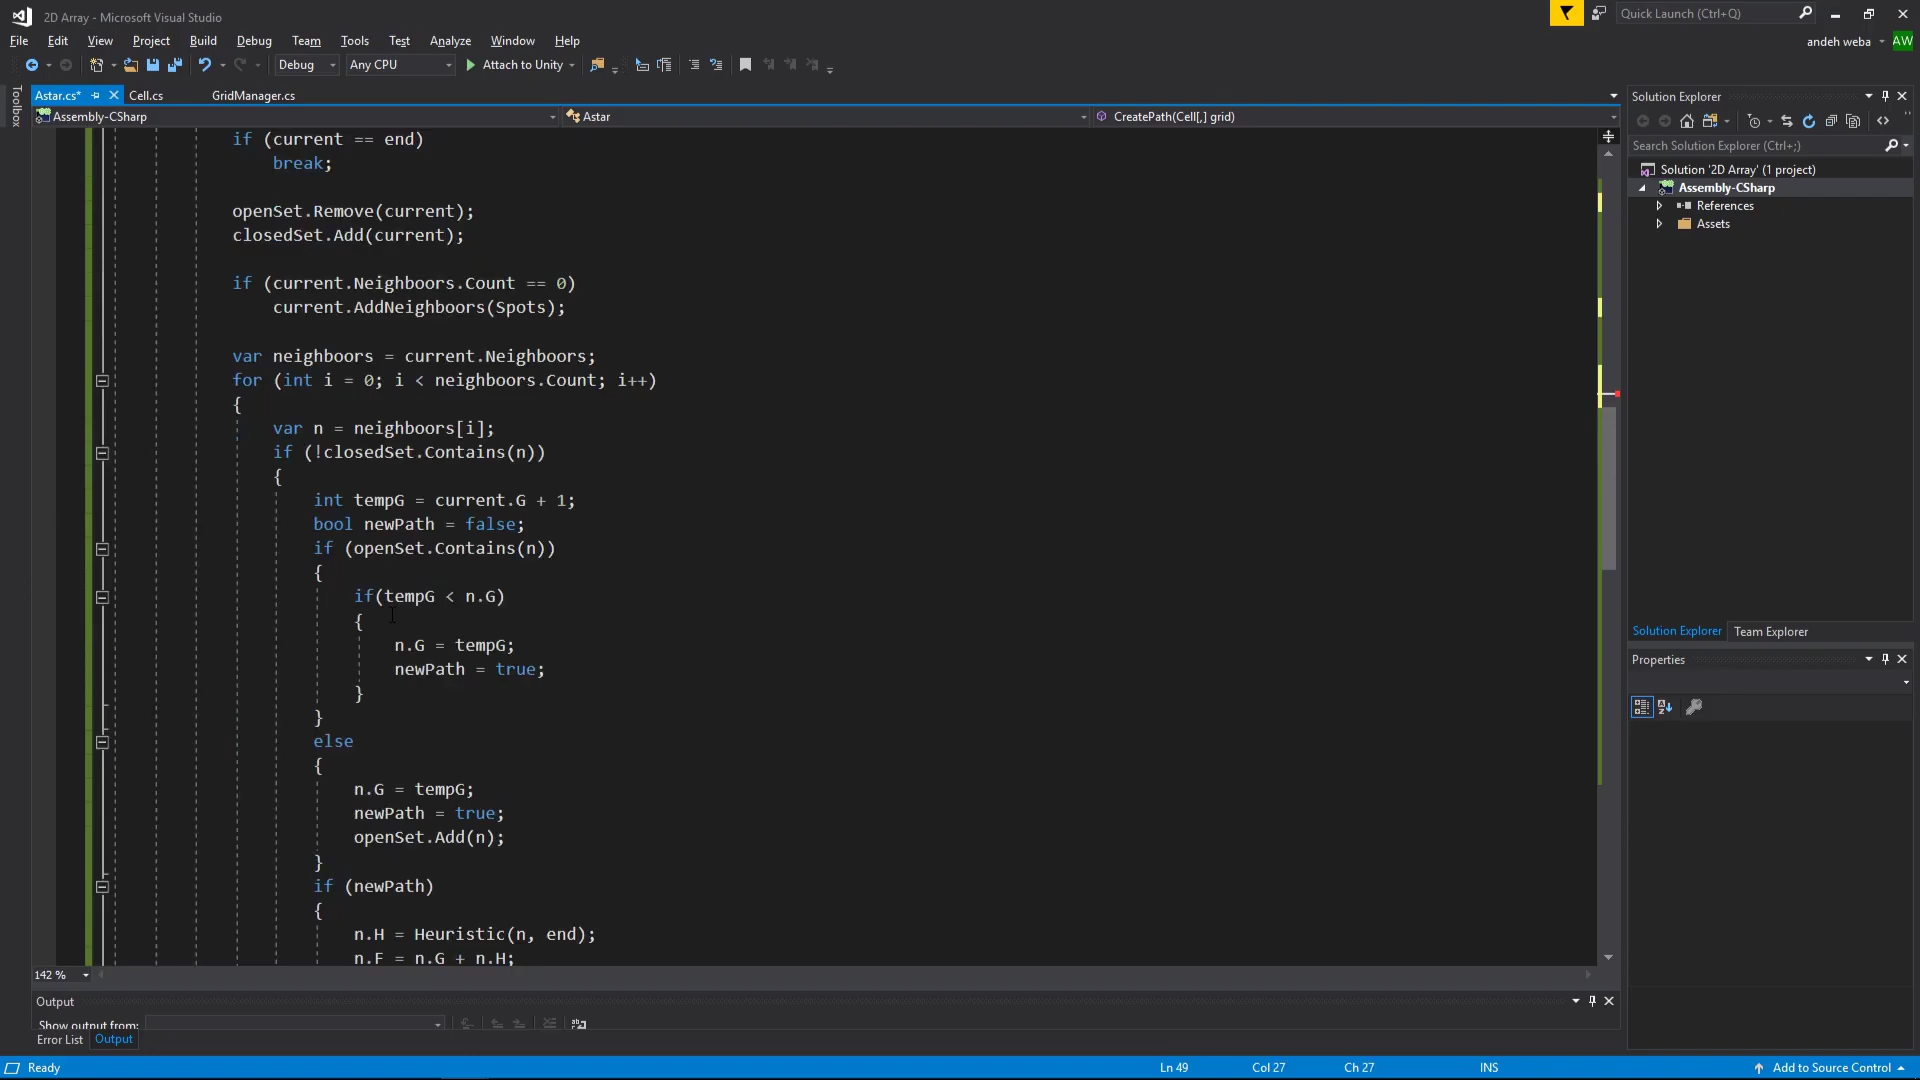 2D Array - Microsoft Visual Studio
Quick Launch (Ctrl+Q)
File Edit View Project Build Debug Team Tools Test Analyze Window Help
andeh weba AW
Debug Any CPU Attach to Unity
Toolbox
Astar.cs* Cell.cs GridManager.cs
Assembly-CSharp Astar CreatePath(Cell[,] grid)
if (current == end)
break;
openSet.Remove(current);
closedSet.Add(current);
if (current.Neighboors.Count == 0)
current.AddNeighboors(Spots);
var neighboors = current.Neighboors;
for (int i = 0; i < neighboors.Count; i++)
{
var n = neighboors[i];
if (!closedSet.Contains(n))
{
int tempG = current.G + 1;
bool newPath = false;
if (openSet.Contains(n))
{
if(tempG < n.G)
{
n.G = tempG;
newPath = true;
}
}
else
{
n.G = tempG;
newPath = true;
openSet.Add(n);
}
if (newPath)
{
n.H = Heuristic(n, end);
n.F = n.G + n.H;
142 %
Output
Show output from:
Error List Output
Solution Explorer
Search Solution Explorer (Ctrl+;)
Solution '2D Array' (1 project)
Assembly-CSharp
References
Assets
Solution Explorer Team Explorer
Properties
Ready Ln 49 Col 27 Ch 27 INS Add to Source Control